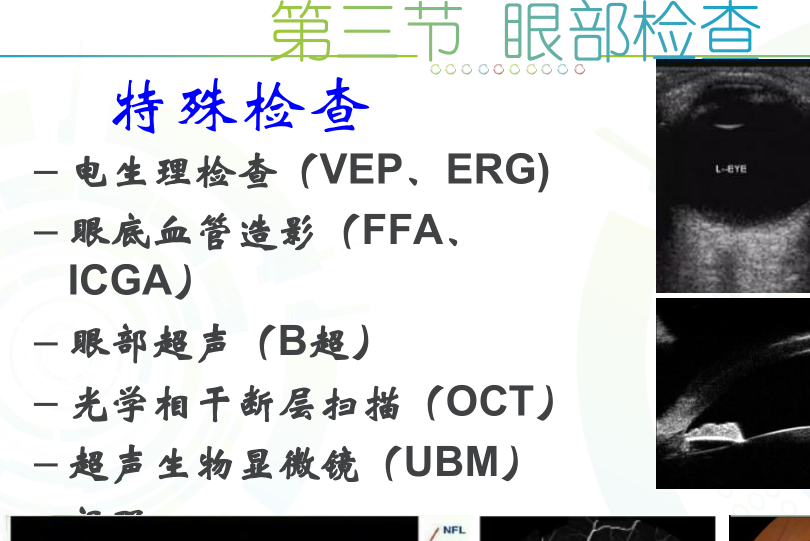 第三节 眼部检查
特殊检查
– 电生理检查（VEP、ERG)
– 眼底血管造影（FFA、
ICGA）
– 眼部超声（B超）
– 光学相干断层扫描（OCT）
– 超声生物显微镜（UBM）
L-EYE
NFL